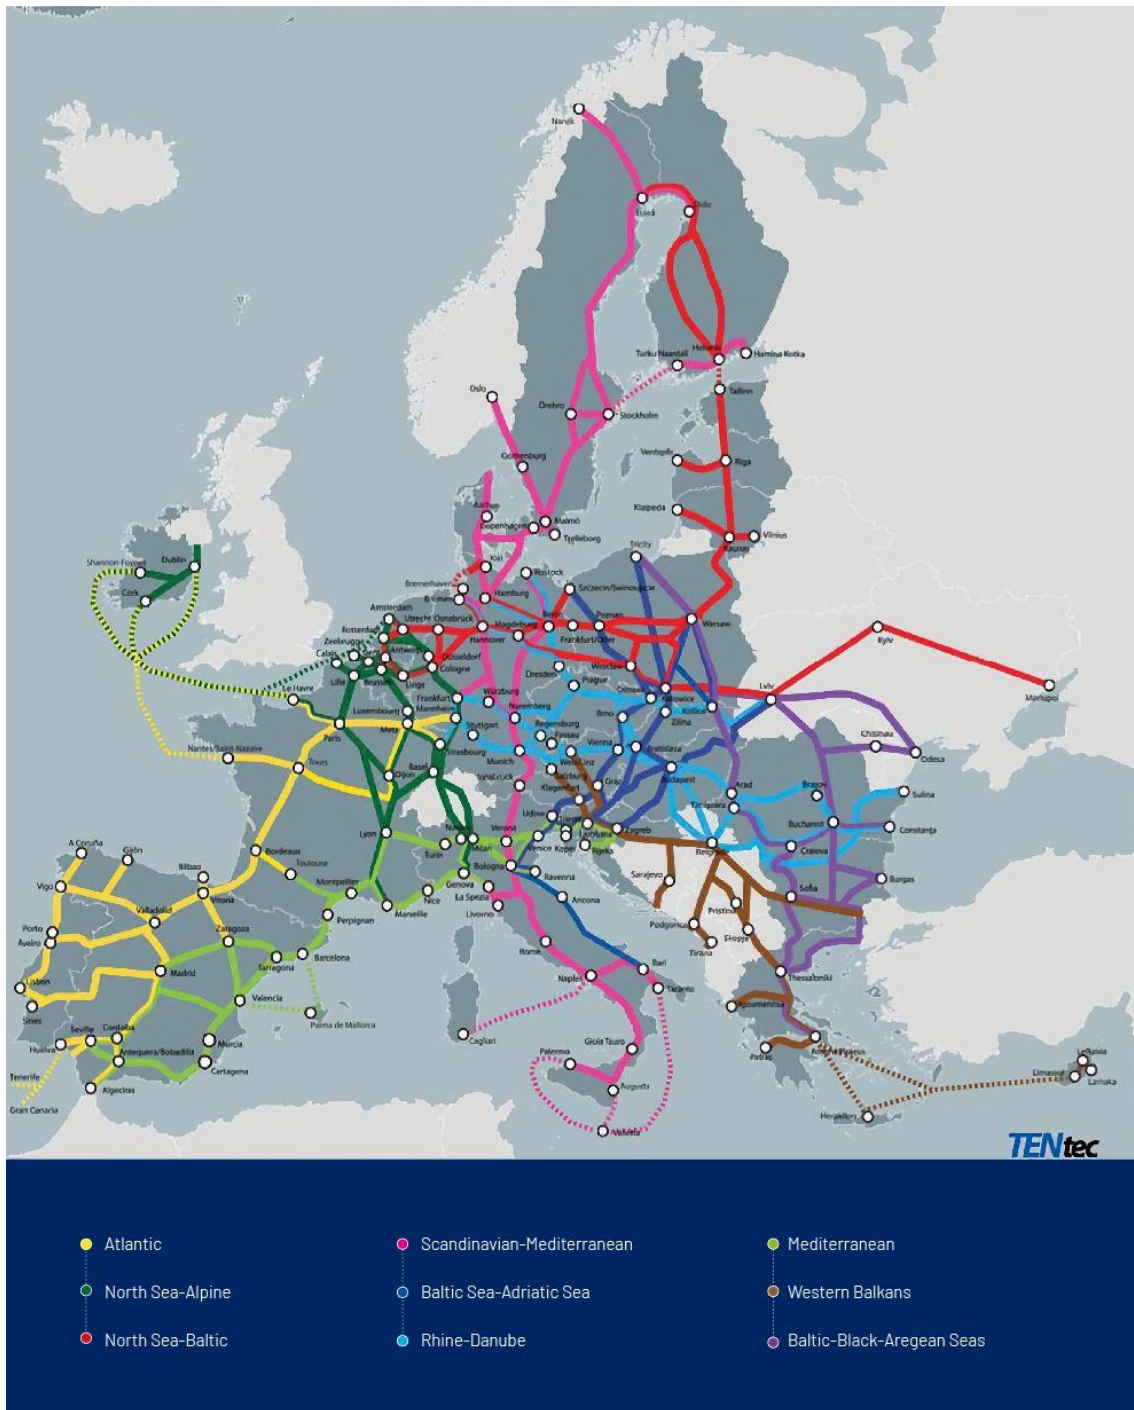 Narvik
Luleå
Oulu
Turku Naantali
Helsinki
Hamina Kotka
Oslo
Tallinn
Örebro
Stockholm
Gothenburg
Ventspils
Riga
Aarhus
Klaipeda
Copenhagen
Malmö
Trelleborg
Vilnius
Kaunas
Tricity
Shannon-Foynes
Dublin
Kiel
Rostock
Bremerhaven
Szczecin/Swinoujscie
Cork
Bremen
Hamburg
Amsterdam
Utrecht
Osnabrück
Magdburg
Berlin
Poznan
Warsaw
Rotterdam
Hannover
Frankfurt/Oder
Kyiv
Zeebrugge
Calais
Antwerp
Düsseldorf
Cologne
Wroclaw
Lille
Brussels
Dresden
Prague
Lviv
Mariupol
Le Havre
Frankfurt
Würzburg
Ostrava
Katowice
Luxembourg
Mannheim
Nuremberg
Košice
Metz
Stuttgart
Regensburg
Brno
Zilina
Paris
Passau
Chisinau
Nantes/Saint-Nazaire
Strasbourg
Vienna
Bratislava
Odesa
Tours
Munich
Wels/Linz
Dijon
Basel
Innsbruck
Salzburg
Budapest
Klagenfurt
Graz
Arad
Brasov
Sulina
Timisoara
Lyon
Udine
Bucharest
Constanța
Novara
Verona
Ljubljana
Zagreb
A Coruña
Gijón
Turin
Milan
Venice
Koper
Rijeka
Belgrade
Craiova
Bordeaux
Bilbao
Toulouse
Bologna
Ravenna
Sarajevo
Vigo
Vitoria
Montpellier
Genova
Nice
La Spezia
Ancona
Sofia
Burgas
Valladolid
Marseille
Livorno
Pristina
Porto
Zaragoza
Perpignan
Podgorica
Aveiro
Rome
Skopje
Barcelona
Tirana
Tarragona
Bari
Madrid
Naples
Thessaloniki
Lisbon
Taranto
Valencia
Igoumenitsa
Sines
Palma de Mallorca
Seville
Cordoba
Cagliari
Huelva
Murcia
Gioia Tauro
Palermo
Antequera/Bobadilla
Patras
Lefkosia
Tenerife
Cartagena
Limassol
Larnaka
Algeciras
Augusta
Gran Canaria
Heraklion
Valletta
TENtec
Atlantic
Scandinavian-Mediterranean
Mediterranean
North Sea-Alpine
Baltic Sea-Adriatic Sea
Western Balkans
North Sea-Baltic
Rhine-Danube
Baltic-Black-Aregean Seas